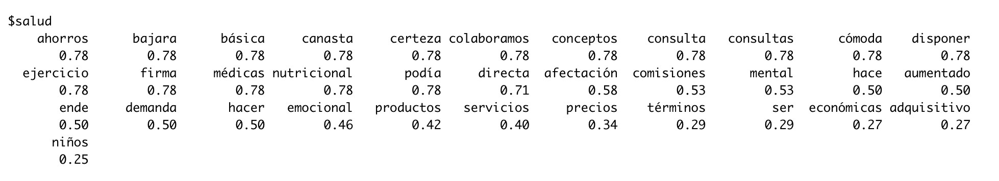 $salud
ahorros bajara básica canasta certeza colaboramos conceptos consulta consultas cómoda disponer
0.78 0.78 0.78 0.78 0.78 0.78 0.78 0.78 0.78 0.78 0.78
ejercicio firma médicas nutricional podía directa afectación comisiones mental hace aumentado
0.78 0.78 0.78 0.78 0.78 0.71 0.58 0.53 0.53 0.50 0.50
ende demanda hacer emocional productos servicios precios términos ser económicas adquisitivo
0.50 0.50 0.50 0.46 0.42 0.40 0.34 0.29 0.29 0.27 0.27
niños
0.25